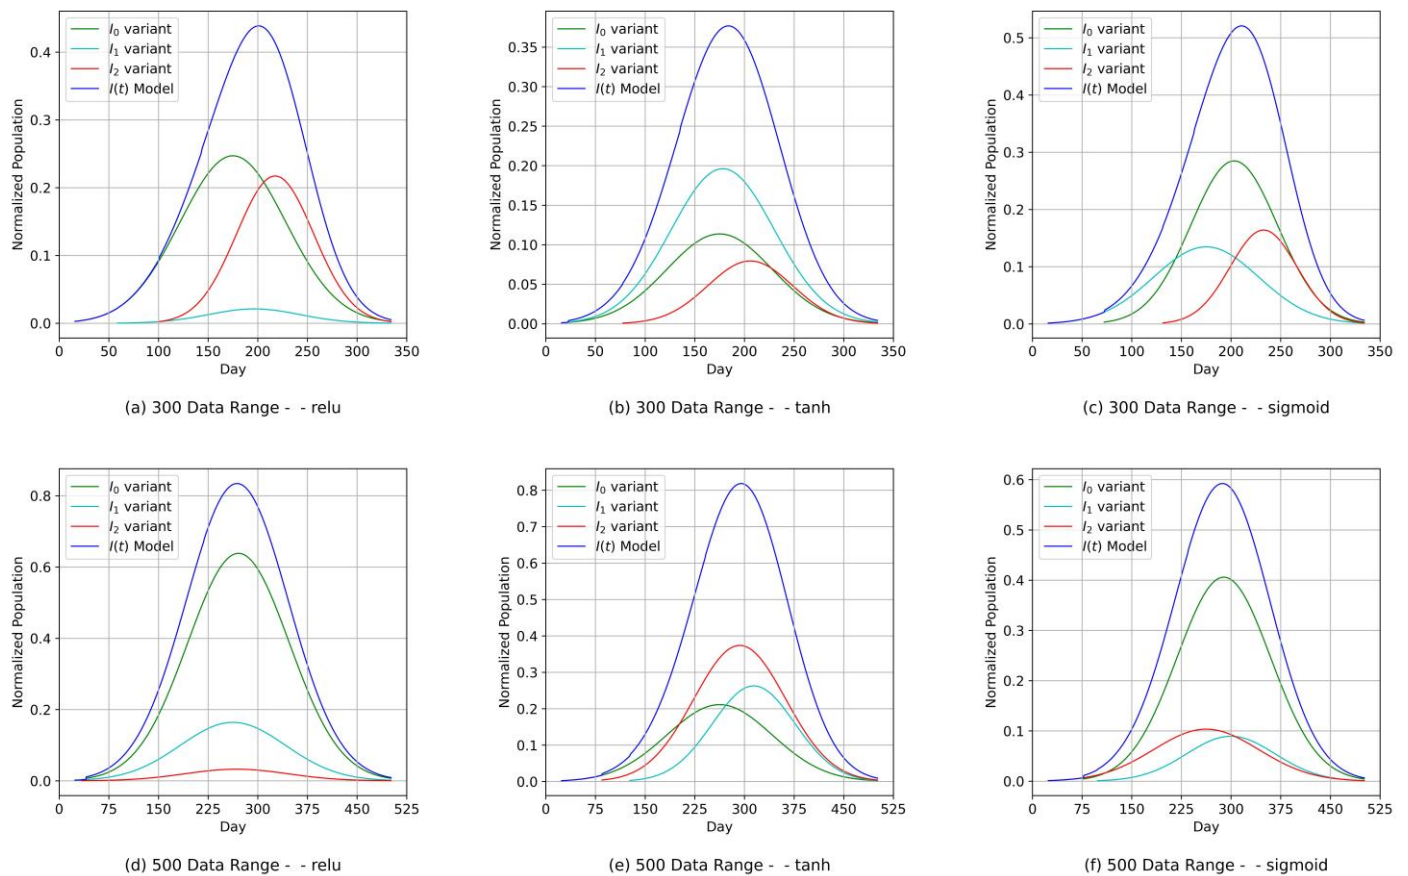 I0 variant
I1 variant
I2 variant
I(t) Model
Normalized Population
0.4
0.3
0.2
0.1
0.0
0 50 100 150 200 250 300 350
Day
(a) 300 Data Range - - relu
I0 variant
I1 variant
I2 variant
I(t) Model
Normalized Population
0.35
0.30
0.25
0.20
0.15
0.10
0.05
0.00
0 50 100 150 200 250 300 350
Day
(b) 300 Data Range - - tanh
I0 variant
I1 variant
I2 variant
I(t) Model
Normalized Population
0.5
0.4
0.3
0.2
0.1
0.0
0 50 100 150 200 250 300 350
Day
(c) 300 Data Range - - sigmoid
I0 variant
I1 variant
I2 variant
I(t) Model
Normalized Population
0.8
0.6
0.4
0.2
0.0
0 75 150 225 300 375 450 525
Day
(d) 500 Data Range - - relu
I0 variant
I1 variant
I2 variant
I(t) Model
Normalized Population
0.8
0.7
0.6
0.5
0.4
0.3
0.2
0.1
0.0
0 75 150 225 300 375 450 525
Day
(e) 500 Data Range - - tanh
I0 variant
I1 variant
I2 variant
I(t) Model
Normalized Population
0.6
0.5
0.4
0.3
0.2
0.1
0.0
0 75 150 225 300 375 450 525
Day
(f) 500 Data Range - - sigmoid